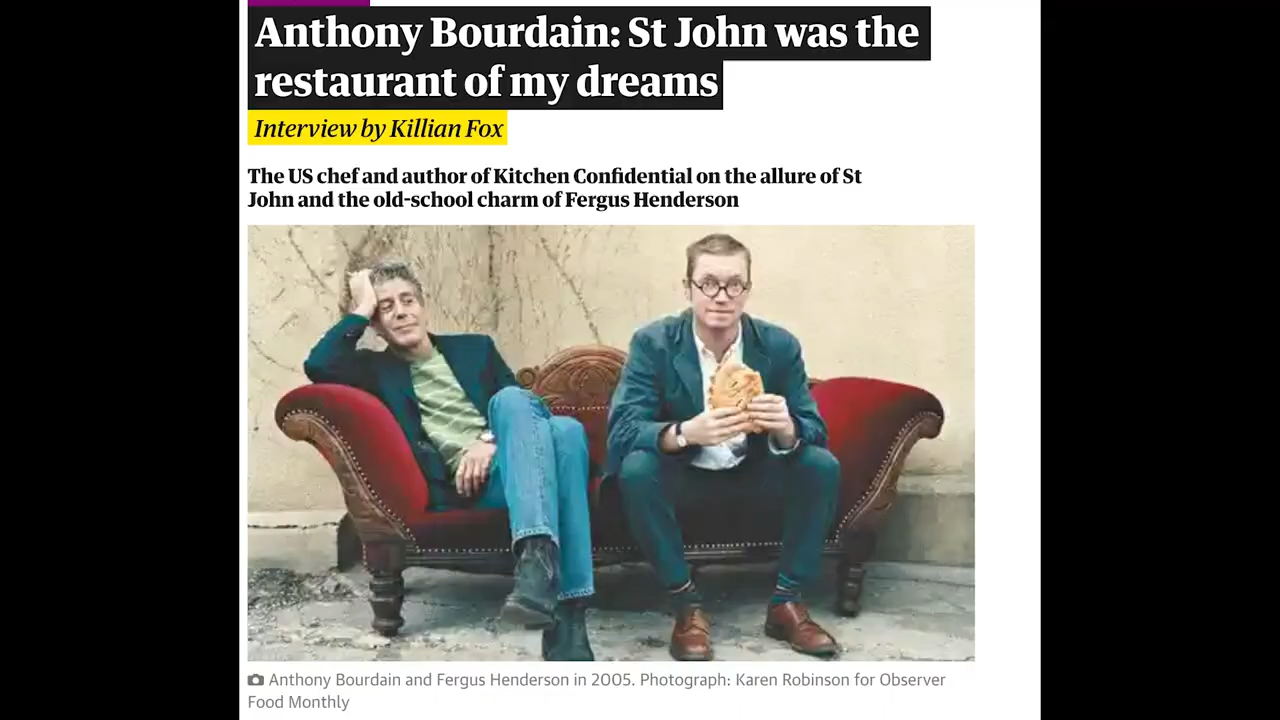 Anthony Bourdain: St John was the
restaurant of my dreams
Interview by Killian Fox
The US chef and author of Kitchen Confidential on the allure of St
John and the old-school charm of Fergus Henderson
Anthony Bourdain and Fergus Henderson in 2005. Photograph: Karen Robinson for Observer
Food Monthly